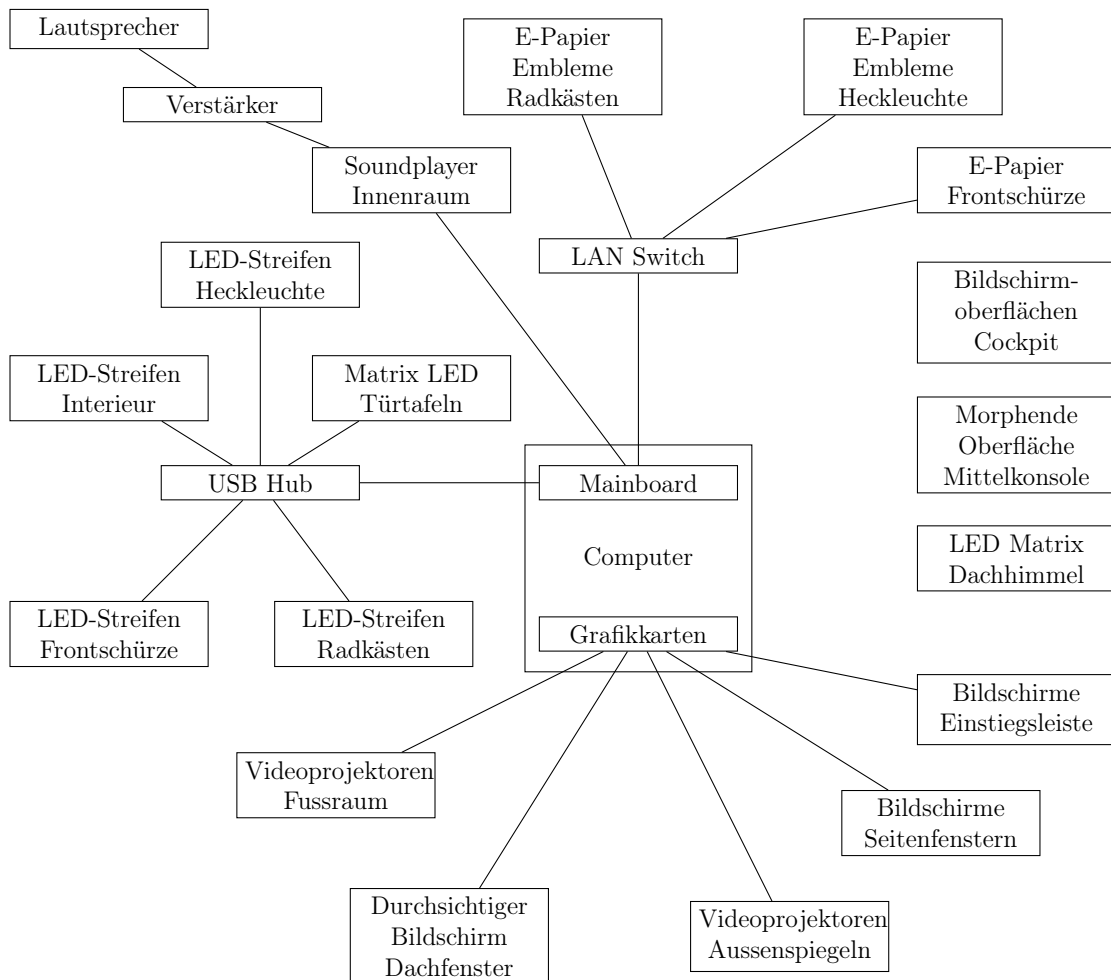 Lautsprecher
E-Papier
Embleme
Radkästen
E-Papier
Embleme
Heckleuchte
Verstärker
Soundplayer
Innenraum
E-Papier
Frontschürze
LAN Switch
LED-Streifen
Heckleuchte
Bildschirm-
oberflächen
Cockpit
LED-Streifen
Interieur
Matrix LED
Türtafeln
Morphende
Oberfläche
Mittelkonsole
USB Hub
Mainboard
Computer
LED Matrix
Dachhimmel
LED-Streifen
Frontschürze
LED-Streifen
Radkästen
Grafikkarten
Bildschirme
Einstiegsleiste
Videoprojektoren
Fussraum
Bildschirme
Seitenfenstern
Durchsichtiger
Bildschirm
Dachfenster
Videoprojektoren
Aussenspiegeln